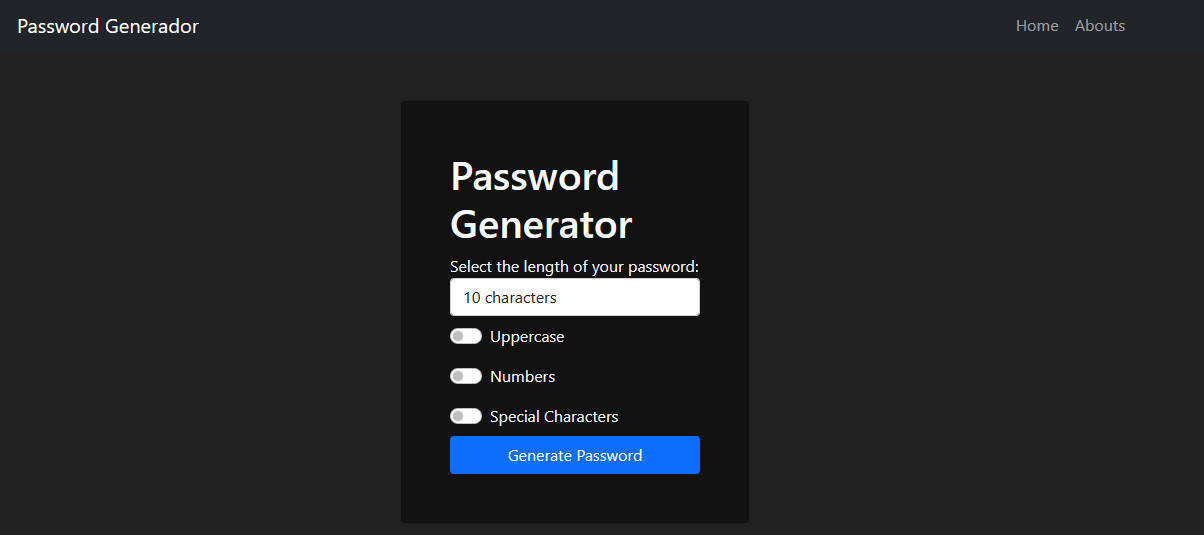 Password Generador
Home Abouts
Password
Generator
Select the length of your password:
10 characters
Uppercase
Numbers
Special Characters
Generate Password